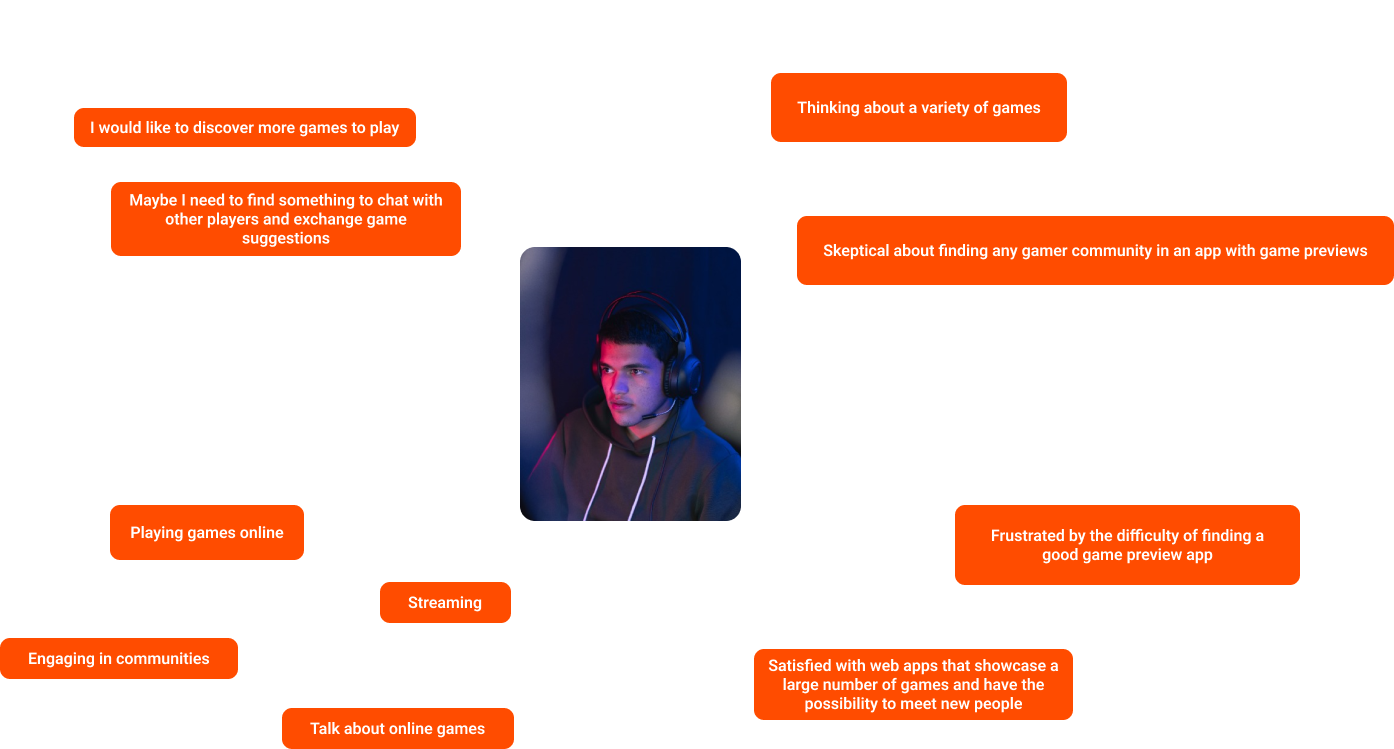 Thinking about a variety of games
I would like to discover more games to play
Maybe I need to find something to chat with
other players and exchange game
suggestions
Skeptical about finding any gamer community in an app with game previews
Playing games online
Frustrated by the difficulty of finding a
good game preview app
Streaming
Engaging in communities
Satisfied with web apps that showcase a
large number of games and have the
possibility to meet new people
Talk about online games